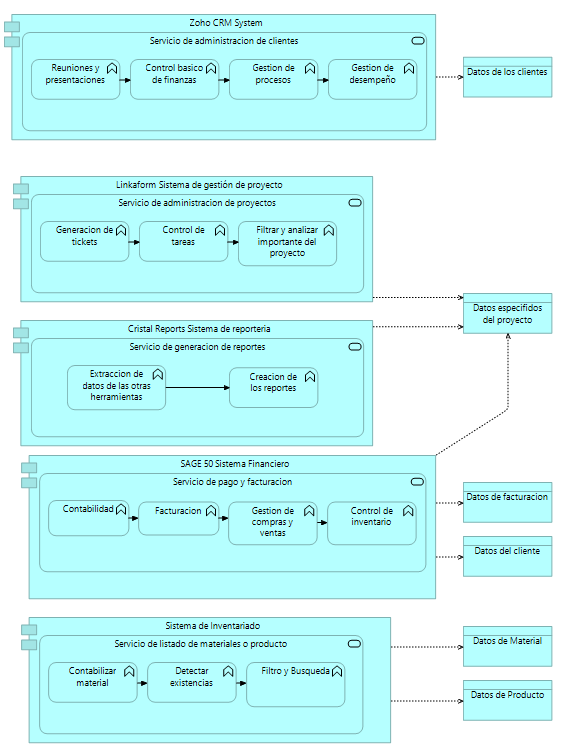 Zoho CRM System
Servicio de administracion de clientes
Reuniones y
presentaciones
Control basico
de finanzas
Gestion de
procesos
Gestion de
desempeño
Datos de los clientes
Linkaform Sistema de gestión de proyecto
Servicio de administracion de proyectos
Generacion de
tickets
Control de
tareas
Filtrar y analizar
importante del
proyecto
Datos especifidos
del proyecto
Cristal Reports Sistema de reporteria
Servicio de generacion de reportes
Extraccion de
datos de las otras
herramientas
Creacion de
los reportes
SAGE 50 Sistema Financiero
Servicio de pago y facturacion
Contabilidad
Facturacion
Gestion de
compras y
ventas
Control de
inventario
Datos de facturacion
Datos del cliente
Sistema de Inventariado
Servicio de listado de materiales o producto
Contabilizar
material
Detectar
existencias
Filtro y Busqueda
Datos de Material
Datos de Producto